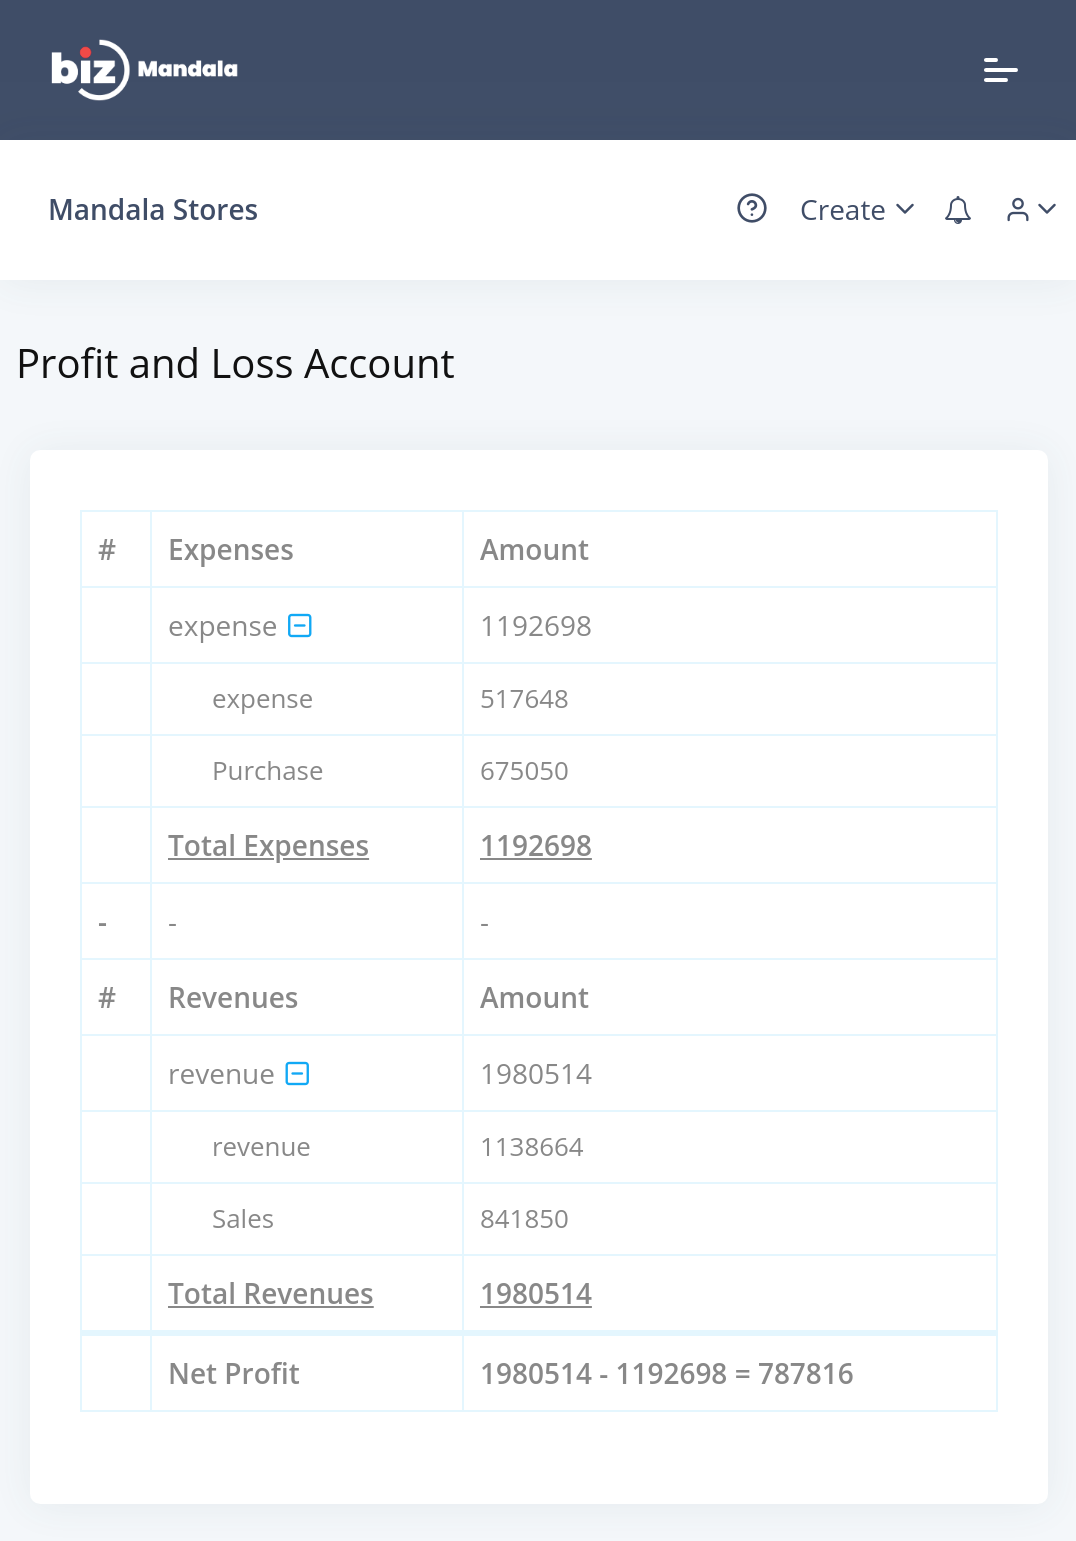 biz Mandala
Mandala Stores Create
Profit and Loss Account
# Expenses Amount
expense 1192698
expense 517648
Purchase 675050
Total Expenses 1192698
- - -
# Revenues Amount
revenue 1980514
revenue 1138664
Sales 841850
Total Revenues 1980514
Net Profit 1980514 - 1192698 = 787816